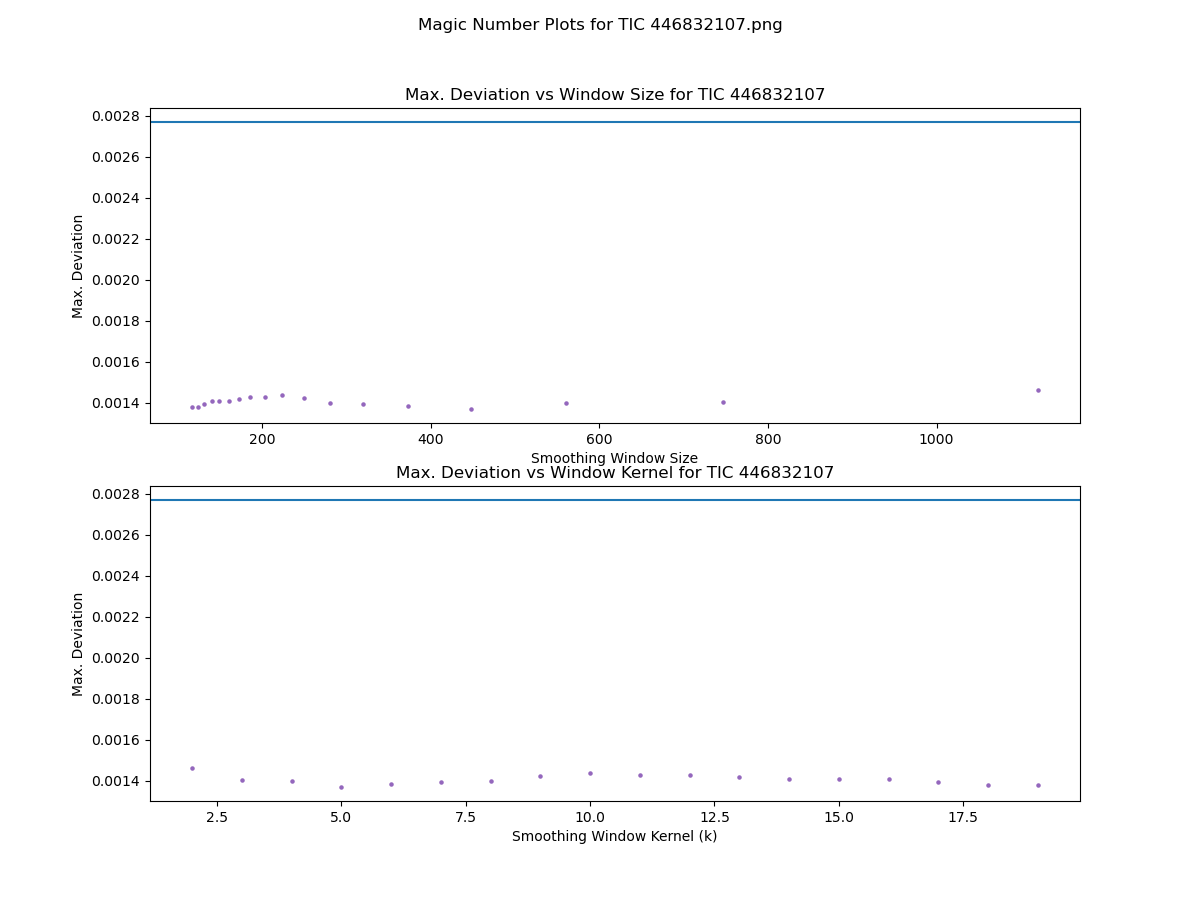 Magic Number Plots for TIC 446832107.png
Max. Deviation vs Window Size for TIC 446832107
0.0028
0.0026
0.0024
0.0022
0.0020
0.0018
0.0016
0.0014
Max. Deviation
200 400 600 800 1000
Smoothing Window Size
Max. Deviation vs Window Kernel for TIC 446832107
0.0028
0.0026
0.0024
0.0022
0.0020
0.0018
0.0016
0.0014
Max. Deviation
2.5 5.0 7.5 10.0 12.5 15.0 17.5
Smoothing Window Kernel (k)